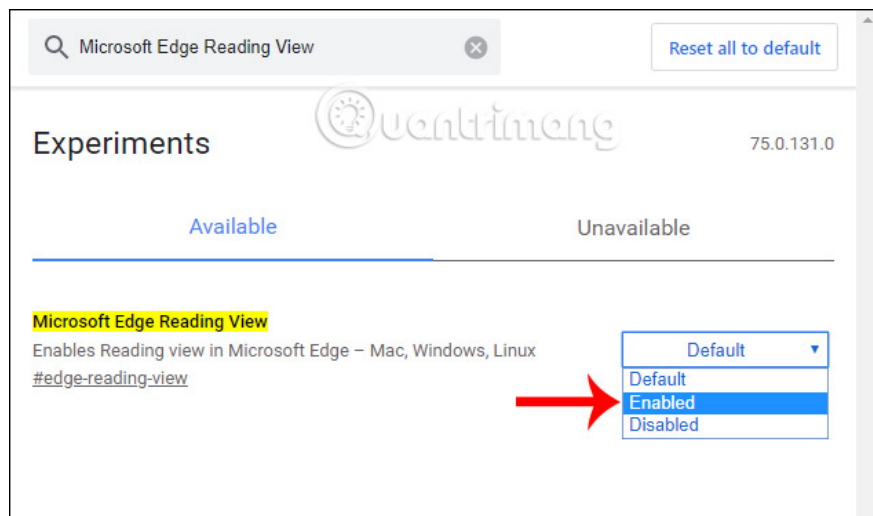 Microsoft Edge Reading View
Reset all to default
Quantrimang
Experiments
75.0.131.0
Available
Unavailable
Microsoft Edge Reading View
Enables Reading view in Microsoft Edge – Mac, Windows, Linux
Default
#edge-reading-view
Default
Enabled
Disabled